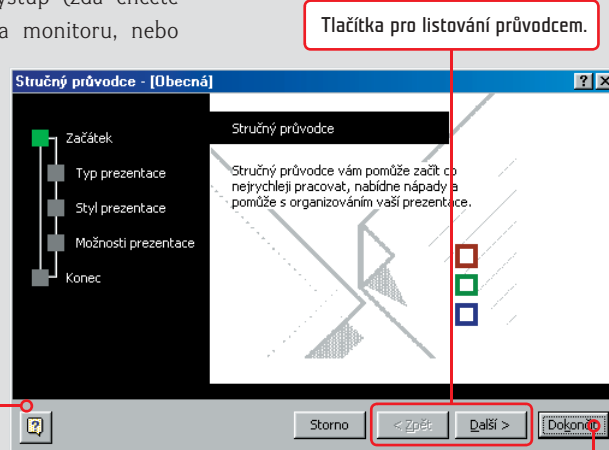 ýstup (zda chcete
a monitoru, nebo
Tlačítka pro listování průvodcem.
Stručný průvodce - [Obecná]
Začátek
Typ prezentace
Styl prezentace
Možnosti prezentace
Konec
Stručný průvodce
Stručný průvodce vám pomůže začít co
nejrychleji pracovat, nabídne nápady a
pomůže s organizováním vaší prezentace.
Storno
< Zpět
Další >
Dokončit